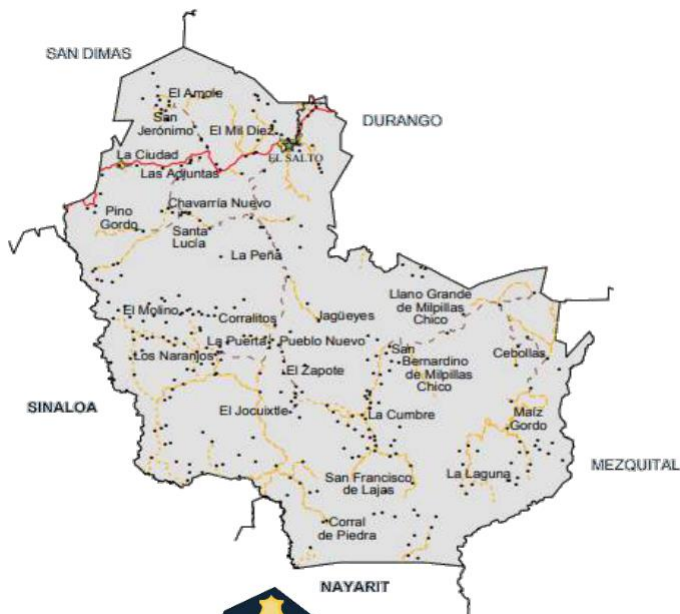 SAN DIMAS
El Amole
DURANGO
San
Jerónimo
El Mil Diez
La Ciudad
EL SALTO
Las Adjuntas
Chavarría Nuevo
Pino
Gordo
Santa
Lucía
La Peña
Llano Grande
de Milpillas
Chico
El Molino
Corralitos
Jagüeyes
La Puerta
Pueblo Nuevo
San
Bernardino
de Milpillas
Chico
Cebollas
Los Naranjos
El Zapote
SINALOA
El Jocuixtle
La Cumbre
Maíz
Gordo
MEZQUITAL
San Francisco
de Lajas
La Laguna
Corral
de Piedra
NAYARIT